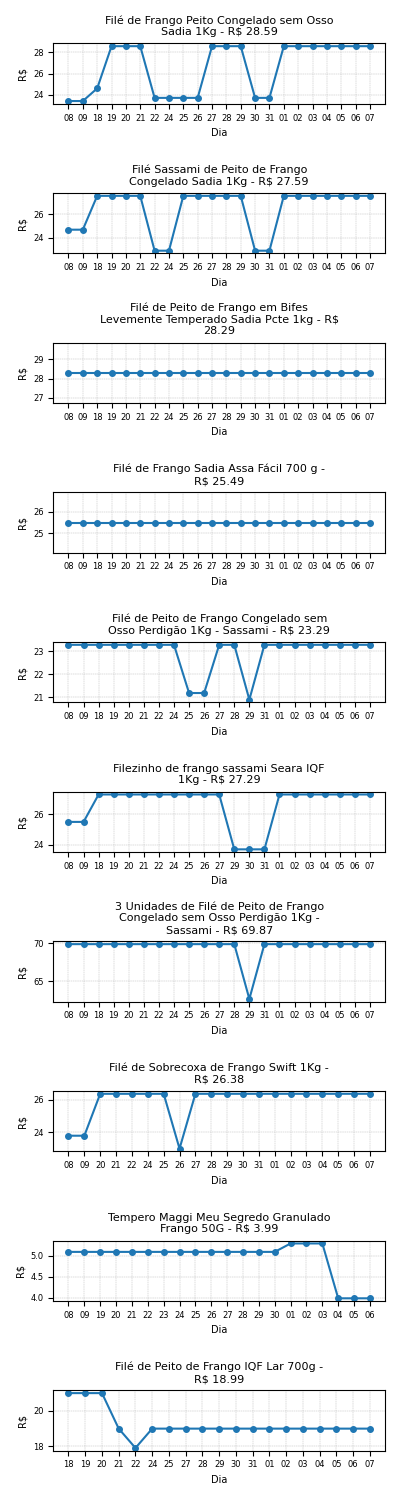 Filé de Frango Peito Congelado sem Osso
Sadia 1Kg - R$ 28.59
28
26
24
R$
08 09 18 19 20 21 22 24 25 26 27 28 29 30 31 01 02 03 04 05 06 07
Dia
Filé Sassami de Peito de Frango
Congelado Sadia 1Kg - R$ 27.59
26
24
R$
08 09 18 19 20 21 22 24 25 26 27 28 29 30 31 01 02 03 04 05 06 07
Dia
Filé de Peito de Frango em Bifes
Levemente Temperado Sadia Pcte 1kg - R$
28.29
29
28
27
R$
08 09 18 19 20 21 22 24 25 26 27 28 29 30 31 01 02 03 04 05 06 07
Dia
Filé de Frango Sadia Assa Fácil 700 g -
R$ 25.49
26
25
R$
08 09 18 19 20 21 22 24 25 26 27 28 29 30 31 01 02 03 04 05 06 07
Dia
Filé de Peito de Frango Congelado sem
Osso Perdigão 1Kg - Sassami - R$ 23.29
23
22
21
R$
08 09 18 19 20 21 22 24 25 26 27 28 29 31 01 02 03 04 05 06 07
Dia
Filezinho de frango sassami Seara IQF
1Kg - R$ 27.29
26
24
R$
08 09 18 19 20 21 22 24 25 26 27 28 29 31 01 02 03 04 05 06 07
Dia
3 Unidades de Filé de Peito de Frango
Congelado sem Osso Perdigão 1Kg -
Sassami - R$ 69.87
70
65
R$
08 09 18 19 20 21 22 24 25 26 27 28 29 31 01 02 03 04 05 06 07
Dia
Filé de Sobrecoxa de Frango Swift 1Kg -
R$ 26.38
26
24
R$
08 09 20 21 22 24 25 26 27 28 29 30 31 01 02 03 04 05 06 07
Dia
Tempero Maggi Meu Segredo Granulado
Frango 50G - R$ 3.99
5.0
4.5
4.0
R$
08 09 18 19 20 21 22 24 25 26 27 28 29 30 01 02 03 04 05 06
Dia
Filé de Peito de Frango IQF Lar 700g -
R$ 18.99
20
18
R$
18 19 20 21 22 24 25 26 27 28 29 30 31 01 02 03 04 06 07
Dia